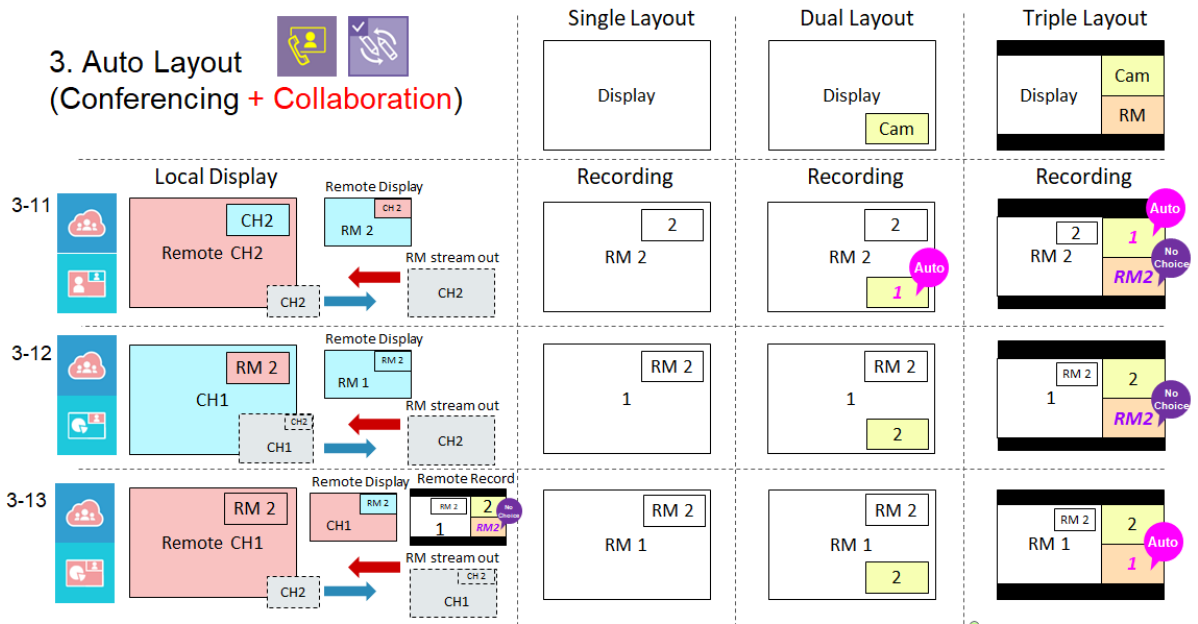 3. Auto Layout
(Conferencing + Collaboration)
Single Layout
Dual Layout
Triple Layout
Display
Display
Cam
Display
Cam
RM
Local Display
Recording
Recording
Recording
3-11
CH2
Remote CH2
CH2
Remote Display
CH 2
RM 2
RM stream out
CH2
2
RM 2
2
RM 2
Auto
1
2
RM 2
1
Auto
RM2
No
Choice
3-12
RM 2
CH1
CH2
CH1
Remote Display
RM 2
RM 1
RM stream out
CH2
RM 2
1
RM 2
1
2
RM 2
1
2
RM2
No
Choice
3-13
RM 2
Remote CH1
CH2
Remote Display
RM 2
CH1
Remote Record
RM 2
1
2
RM2
No
Choice
RM stream out
CH 2
CH1
RM 2
RM 1
RM 2
RM 1
2
RM 2
RM 1
2
1
Auto